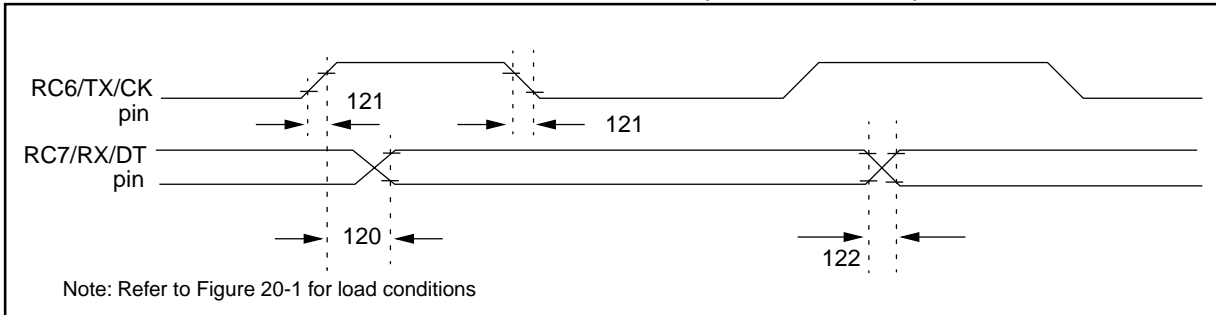 RC6/TX/CK
pin
121
121
RC7/RX/DT
pin
120
122
Note: Refer to Figure 20-1 for load conditions